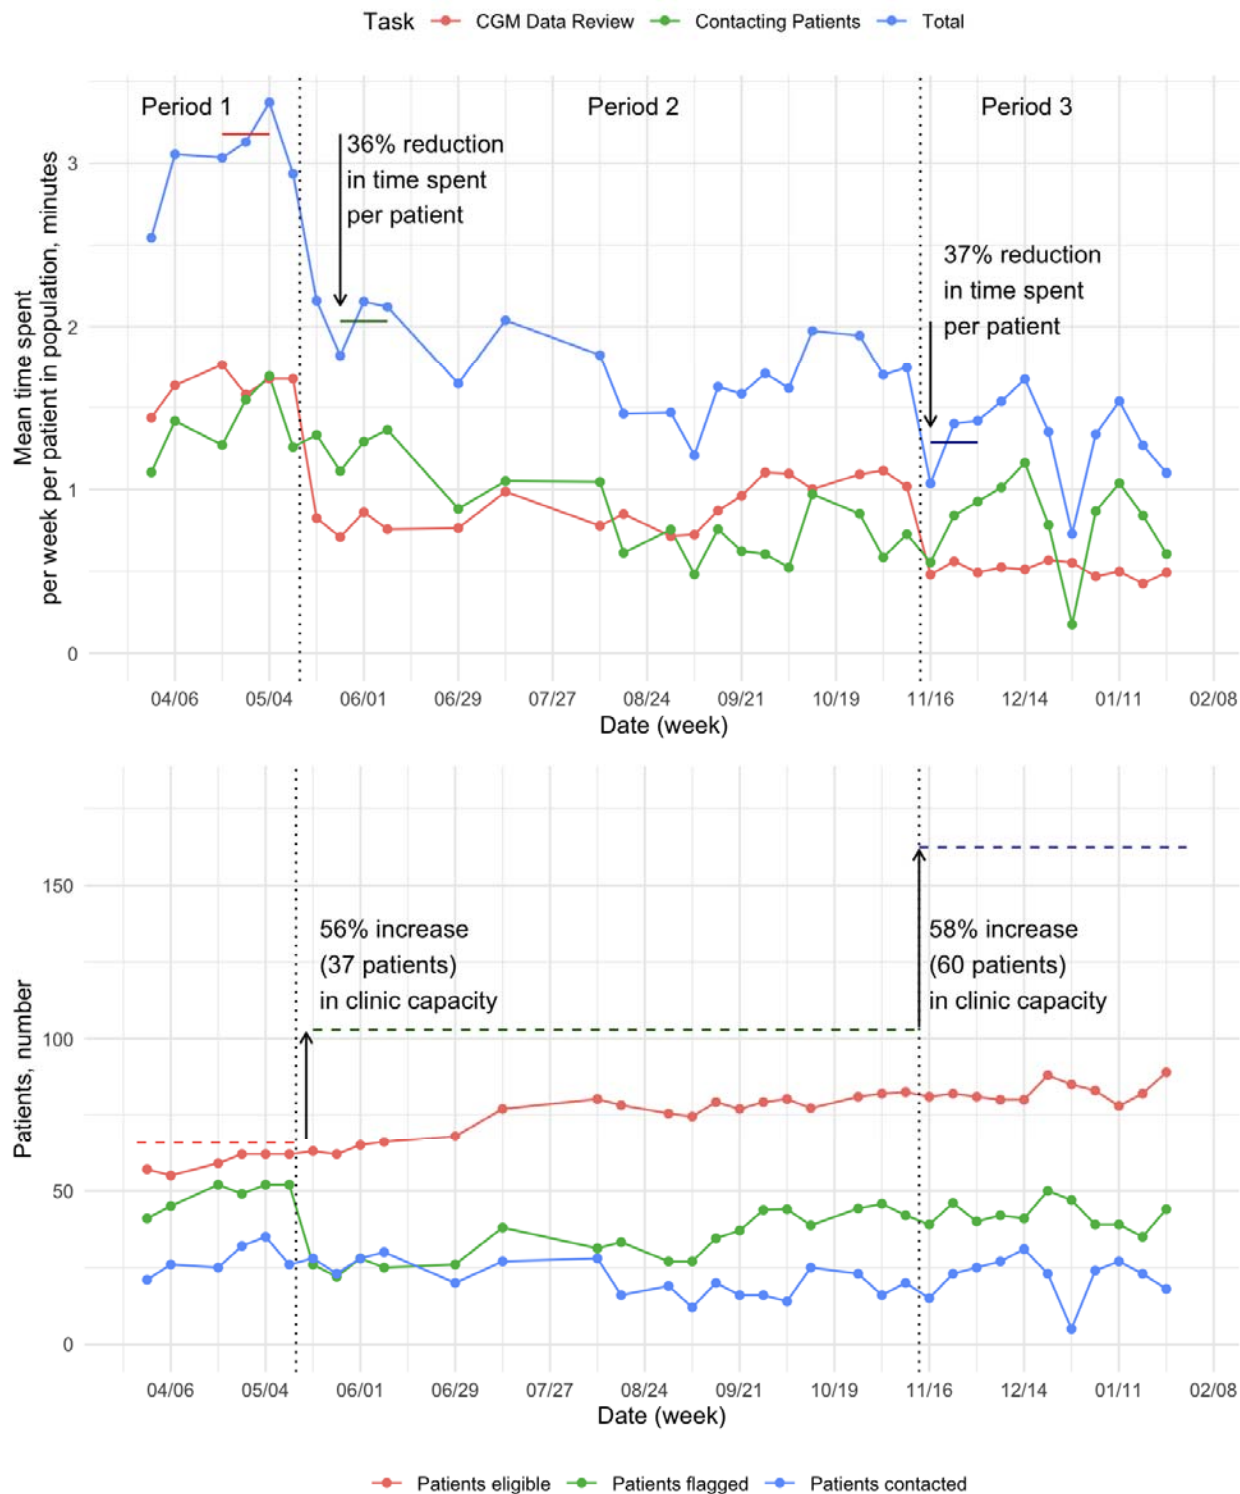 Task CGM Data Review Contacting Patients Total
Period 1
Period 2
Period 3
36% reduction
in time spent
per patient
37% reduction
in time spent
per patient
Mean time spent
per week per patient in population, minutes
3
2
1
0
04/06 05/04 06/01 06/29 07/27 08/24 09/21 10/19 11/16 12/14 01/11 02/08
Date (week)
56% increase
(37 patients)
in clinic capacity
58% increase
(60 patients)
in clinic capacity
Patients, number
150
100
50
0
04/06 05/04 06/01 06/29 07/27 08/24 09/21 10/19 11/16 12/14 01/11 02/08
Date (week)
Patients eligible Patients flagged Patients contacted